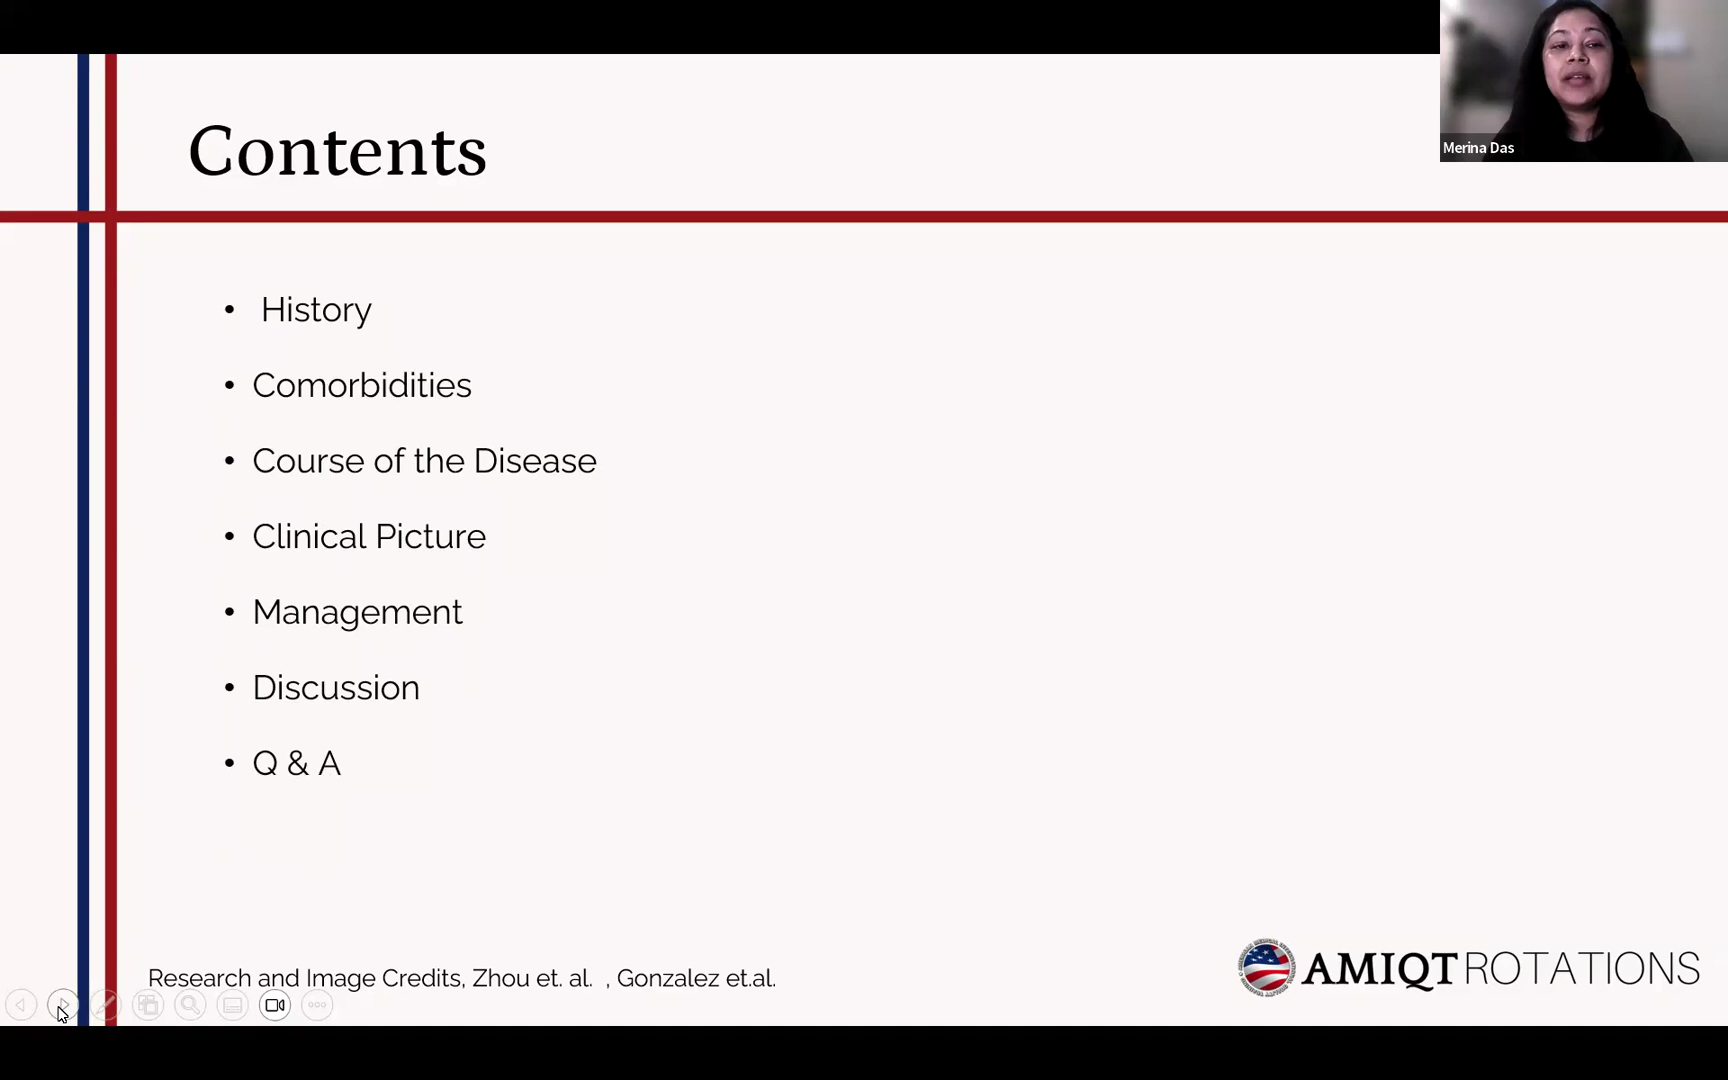 Merina Das
Contents
• History
• Comorbidities
• Course of the Disease
• Clinical Picture
• Management
• Discussion
• Q & A
Research and Image Credits, Zhou et. al.  , Gonzalez et.al.
AMIQT ROTATIONS